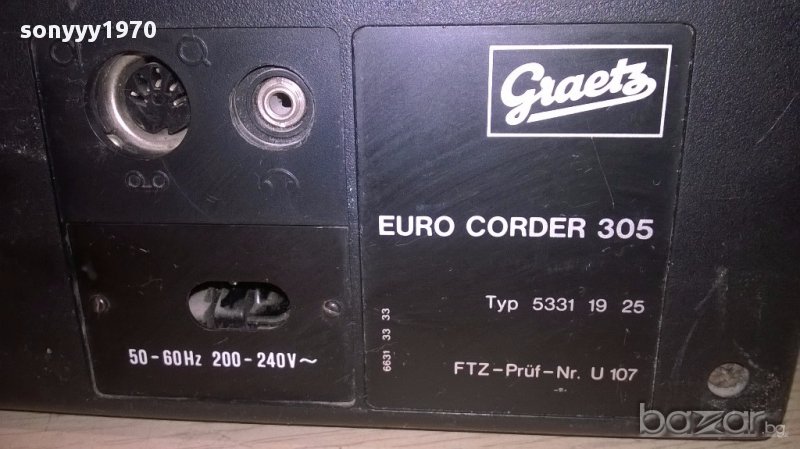 sonyyy1970
Graetz
EURO CORDER 305
Typ 5331 19 25
6631 33 33
FTZ-Prüf-Nr. U 107
50-60Hz 200-240V~
bazar.bg